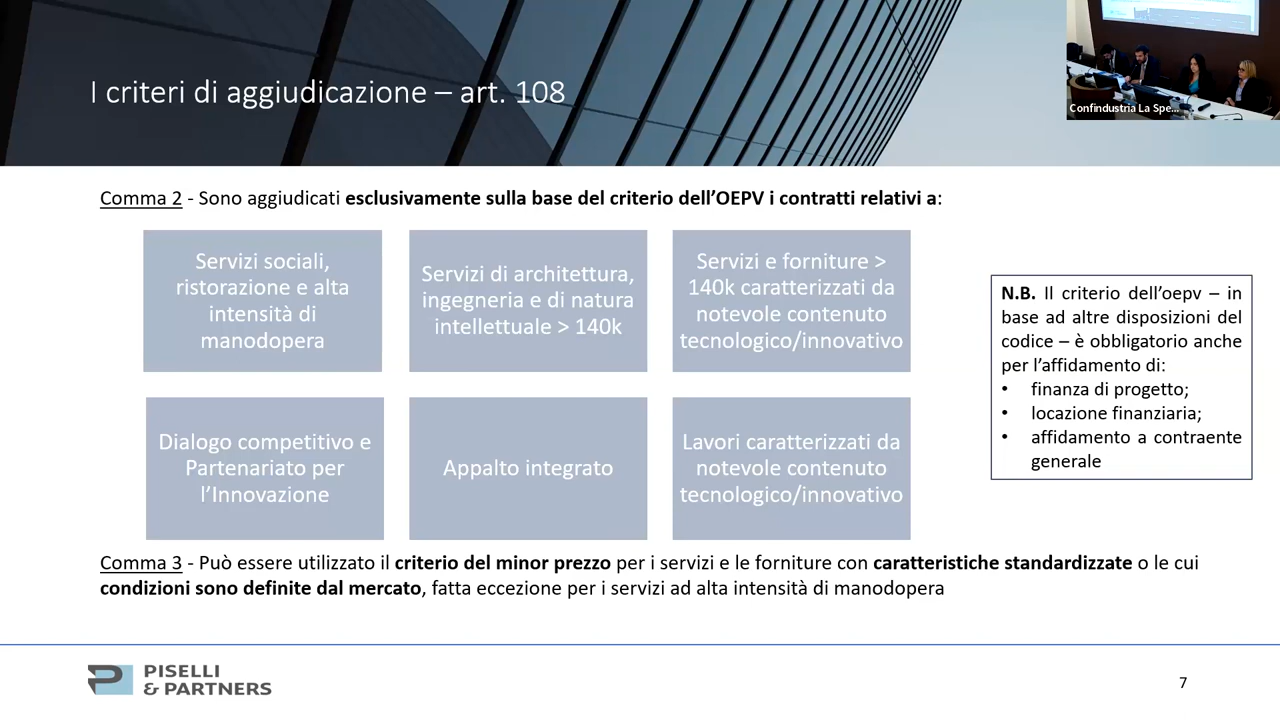 I criteri di aggiudicazione – art. 108
Confindustria La Spe...
Comma 2 - Sono aggiudicati esclusivamente sulla base del criterio dell’OEPV i contratti relativi a:
Servizi sociali,
ristorazione e alta
intensità di
manodopera
Servizi di architettura,
ingegneria e di natura
intellettuale > 140k
Servizi e forniture >
140k caratterizzati da
notevole contenuto
tecnologico/innovativo
Dialogo competitivo e
Partenariato per
l’Innovazione
Appalto integrato
Lavori caratterizzati da
notevole contenuto
tecnologico/innovativo
N.B. Il criterio dell’oepv – in
base ad altre disposizioni del
codice – è obbligatorio anche
per l’affidamento di:
• finanza di progetto;
• locazione finanziaria;
• affidamento a contraente
generale
Comma 3 - Può essere utilizzato il criterio del minor prezzo per i servizi e le forniture con caratteristiche standardizzate o le cui
condizioni sono definite dal mercato, fatta eccezione per i servizi ad alta intensità di manodopera
PISELLI
& PARTNERS
7